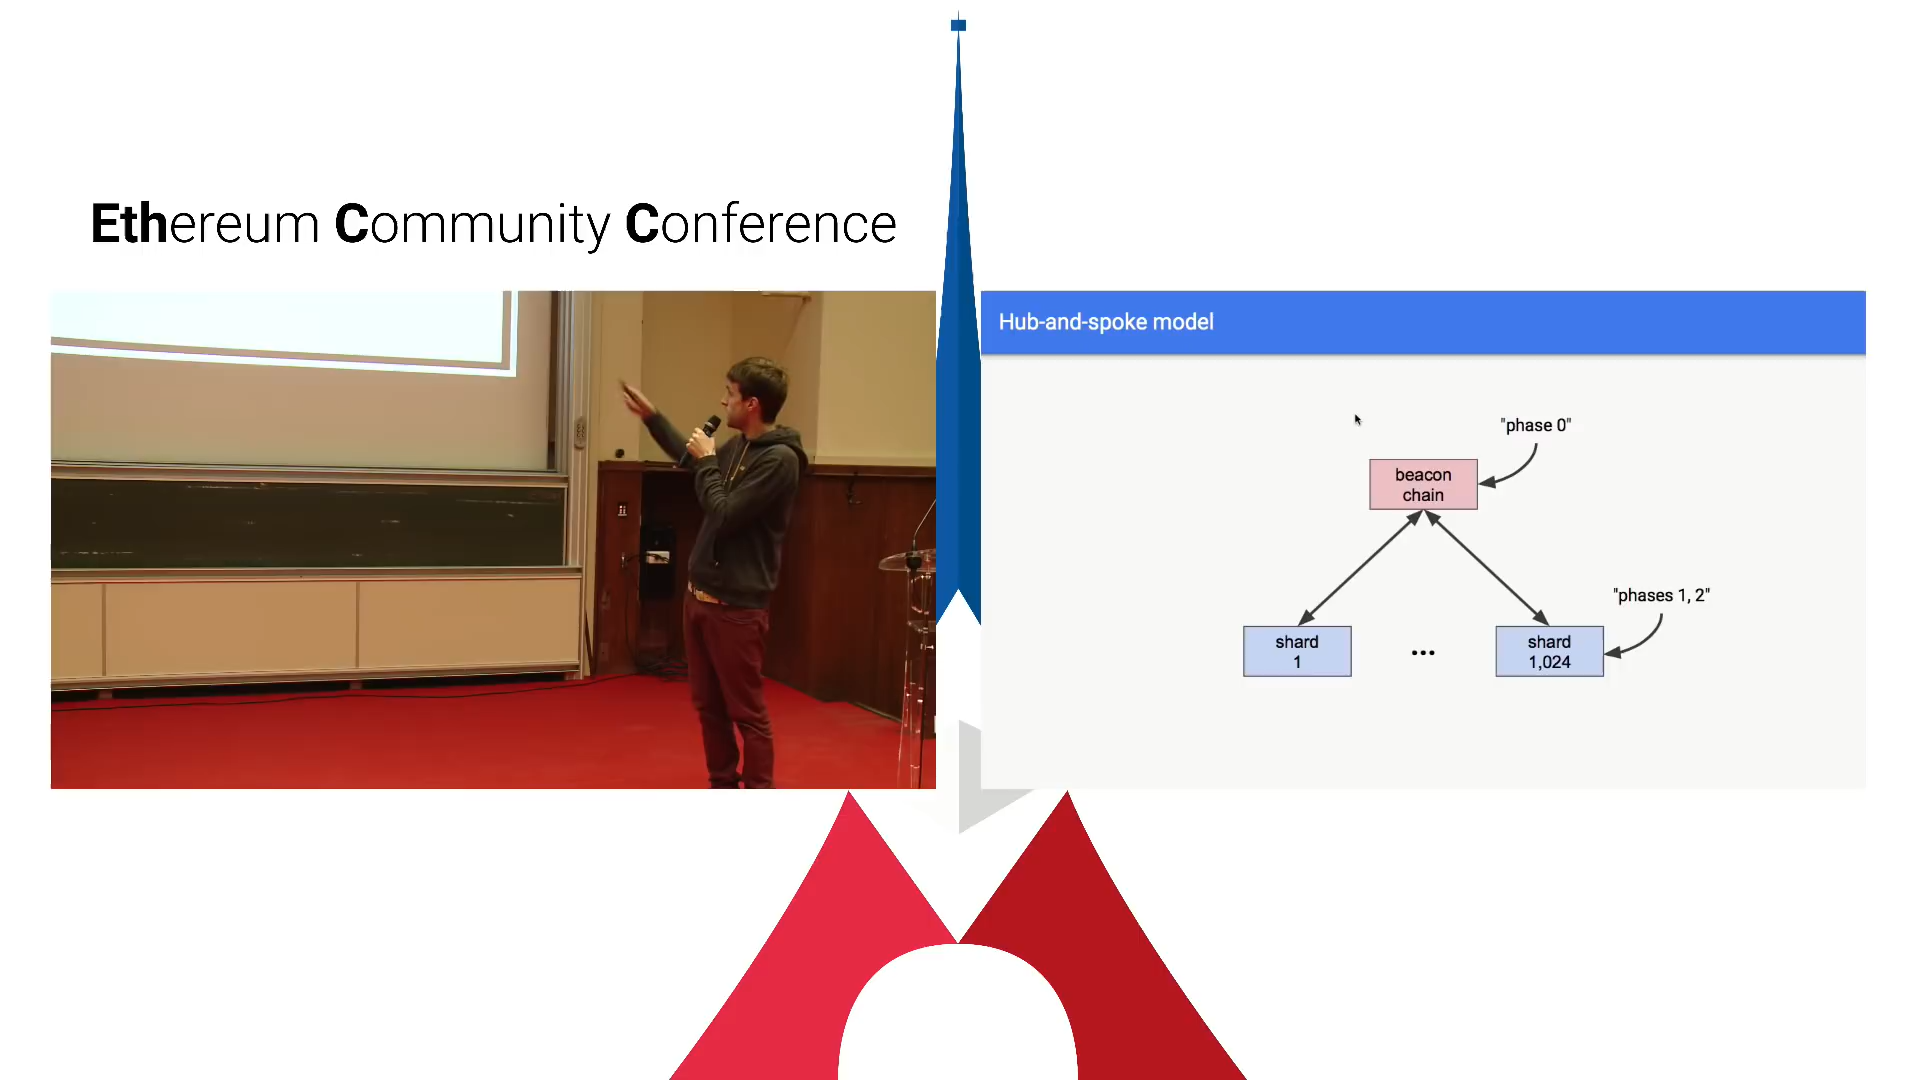 Ethereum Community Conference
Hub-and-spoke model
"phase 0"
beacon
chain
"phases 1, 2"
shard
1
...
shard
1,024